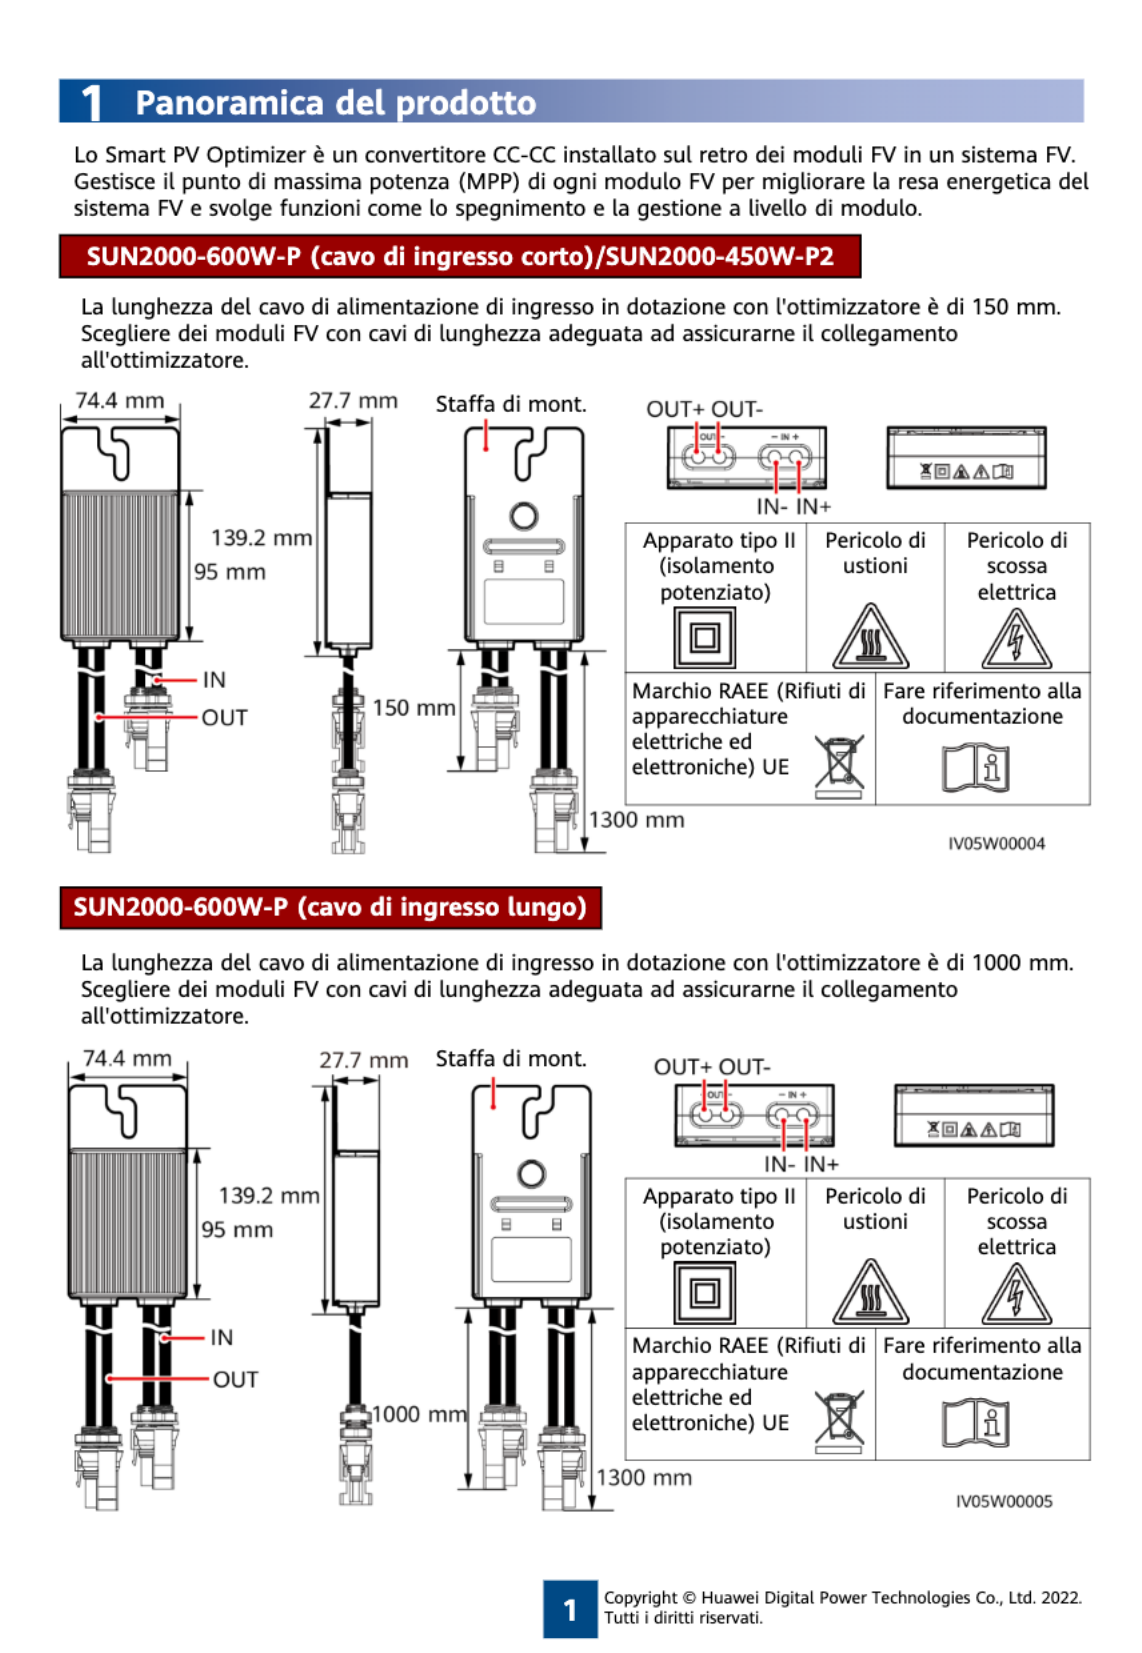 1 Panoramica del prodotto
Lo Smart PV Optimizer è un convertitore CC-CC installato sul retro dei moduli FV in un sistema FV.
Gestisce il punto di massima potenza (MPP) di ogni modulo FV per migliorare la resa energetica del
sistema FV e svolge funzioni come lo spegnimento e la gestione a livello di modulo.
SUN2000-600W-P (cavo di ingresso corto)/SUN2000-450W-P2
La lunghezza del cavo di alimentazione di ingresso in dotazione con l'ottimizzatore è di 150 mm.
Scegliere dei moduli FV con cavi di lunghezza adeguata ad assicurarne il collegamento
all'ottimizzatore.
74.4 mm
27.7 mm
Staffa di mont.
OUT+ OUT-
OUT -
- IN +
IN- IN+
139.2 mm
95 mm
IN
OUT
150 mm
1300 mm
Apparato tipo II
(isolamento
potenziato)
Pericolo di
ustioni
Pericolo di
scossa
elettrica
Marchio RAEE (Rifiuti di
apparecchiature
elettriche ed
elettroniche) UE
Fare riferimento alla
documentazione
IV05W00004
SUN2000-600W-P (cavo di ingresso lungo)
La lunghezza del cavo di alimentazione di ingresso in dotazione con l'ottimizzatore è di 1000 mm.
Scegliere dei moduli FV con cavi di lunghezza adeguata ad assicurarne il collegamento
all'ottimizzatore.
74.4 mm
27.7 mm
Staffa di mont.
OUT+ OUT-
OUT -
- IN +
IN- IN+
139.2 mm
95 mm
IN
OUT
1000 mm
1300 mm
Apparato tipo II
(isolamento
potenziato)
Pericolo di
ustioni
Pericolo di
scossa
elettrica
Marchio RAEE (Rifiuti di
apparecchiature
elettriche ed
elettroniche) UE
Fare riferimento alla
documentazione
IV05W00005
1
Copyright © Huawei Digital Power Technologies Co., Ltd. 2022.
Tutti i diritti riservati.